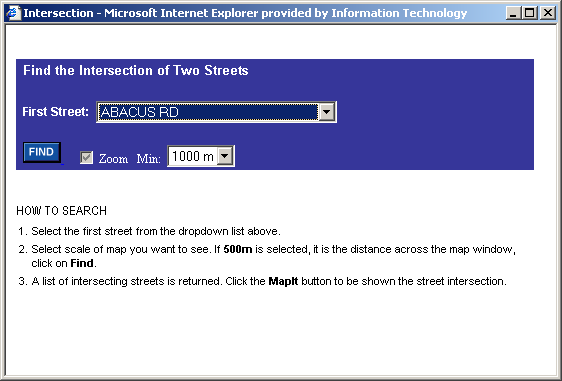 Intersection - Microsoft Internet Explorer provided by Information Technology
Find the Intersection of Two Streets
First Street: ABACUS RD
FIND Zoom Min: 1000 m
HOW TO SEARCH
1. Select the first street from the dropdown list above.
2. Select scale of map you want to see. If 500m is selected, it is the distance across the map window,
click on Find.
3. A list of intersecting streets is returned. Click the MapIt button to be shown the street intersection.